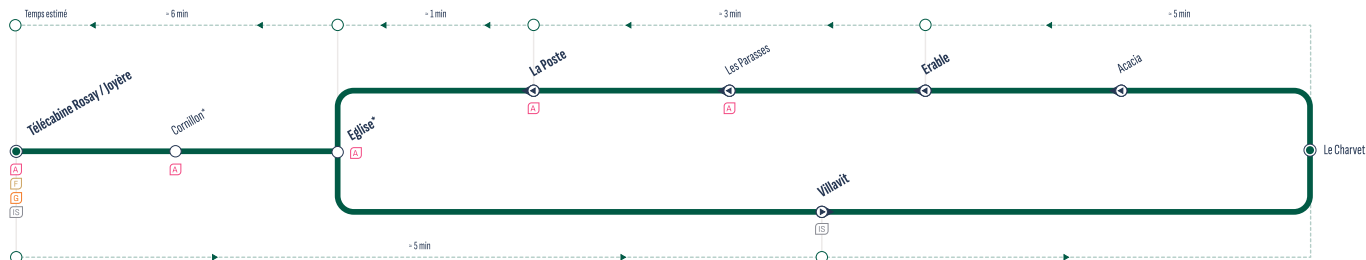 Temps estimé
≈ 6 min
≈ 1 min
≈ 3 min
≈ 5 min
Télécabine Rosay / Joyère
Cornillon*
Eglise*
La Poste
Les Parasses
Erable
Acacia
Le Charvet
A
F
G
IS
A
A
A
A
Villavit
IS
≈ 5 min